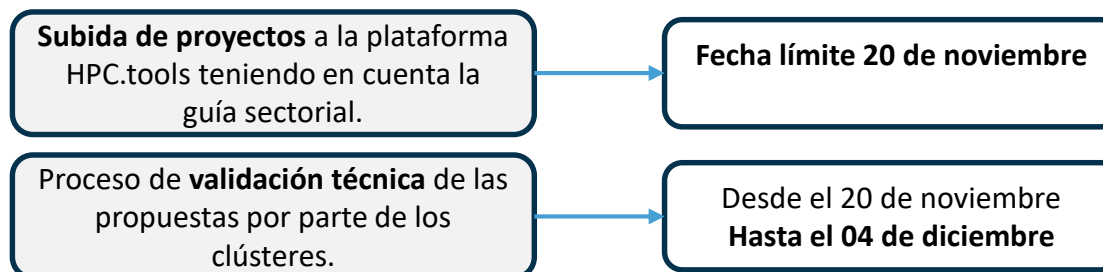 Subida de proyectos a la plataforma
HPC.tools teniendo en cuenta la
guía sectorial.
Fecha límite 20 de noviembre
Proceso de validación técnica de las
propuestas por parte de los
clústeres.
Desde el 20 de noviembre
Hasta el 04 de diciembre